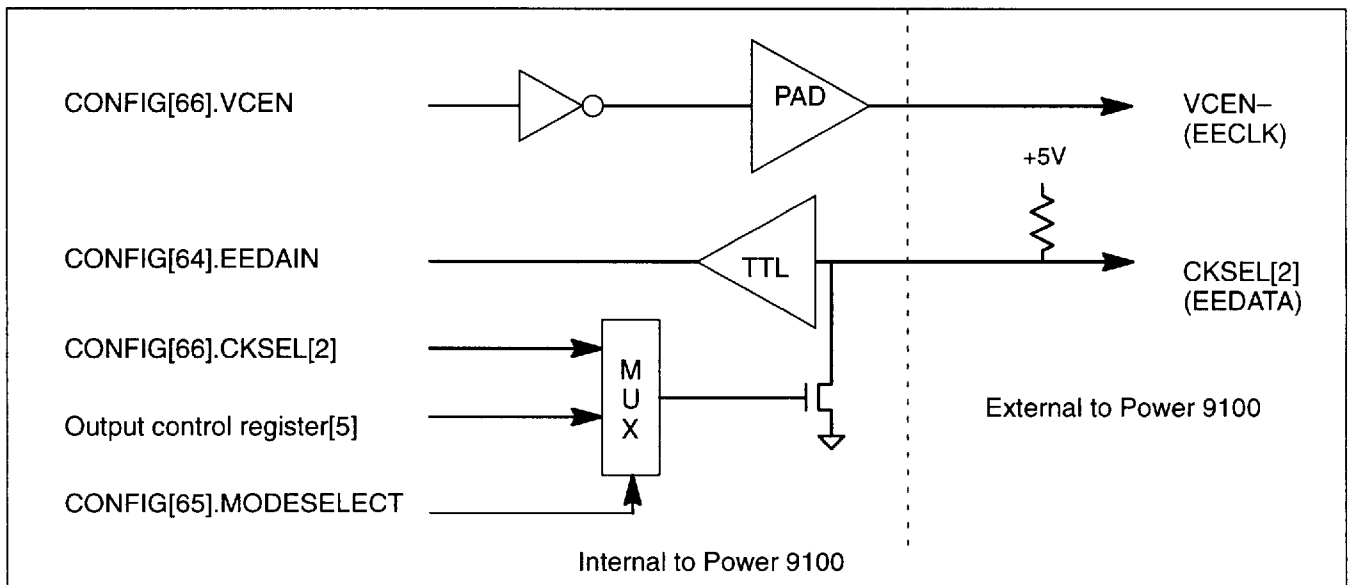 CONFIG[66].VCEN
PAD
VCEN–
(EECLK)
+5V
CONFIG[64].EEDAIN
TTL
CKSEL[2]
(EEDATA)
CONFIG[66].CKSEL[2]
MUX
Output control register[5]
External to Power 9100
CONFIG[65].MODESELECT
Internal to Power 9100